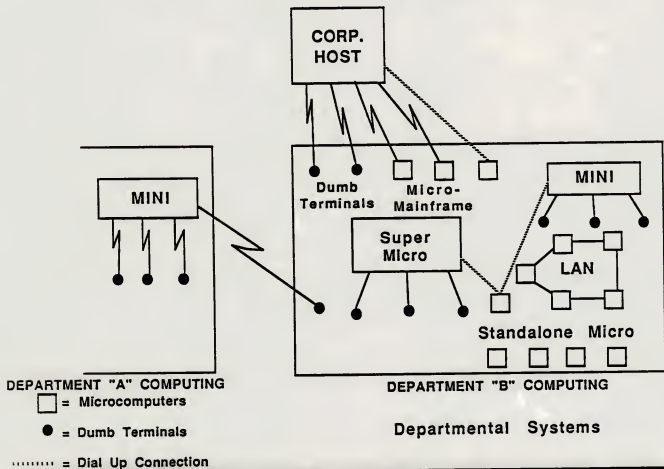 CORP.
HOST
MINI
Dumb
Terminals
Micro-
Mainframe
MINI
Super
Micro
LAN
Standalone Micro
DEPARTMENT "A" COMPUTING
DEPARTMENT "B" COMPUTING
= Microcomputers
= Dumb Terminals
Departmental Systems
= Dial Up Connection